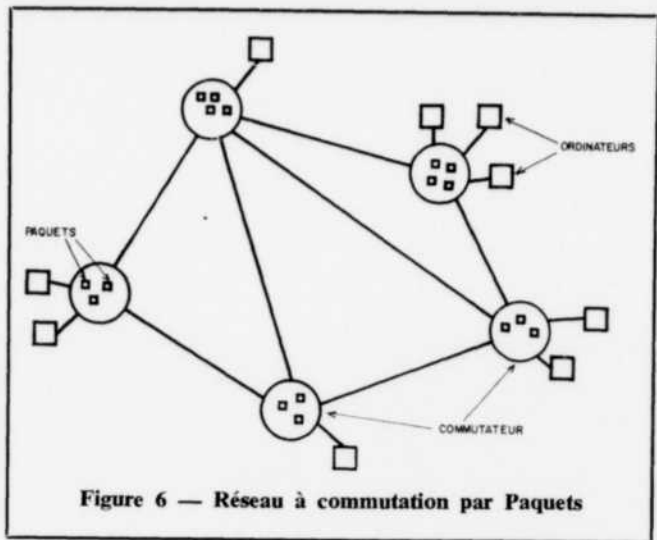 ORDINATEURS
PAQUETS
COMMUTATEUR
Figure 6 — Réseau à commutation par Paquets